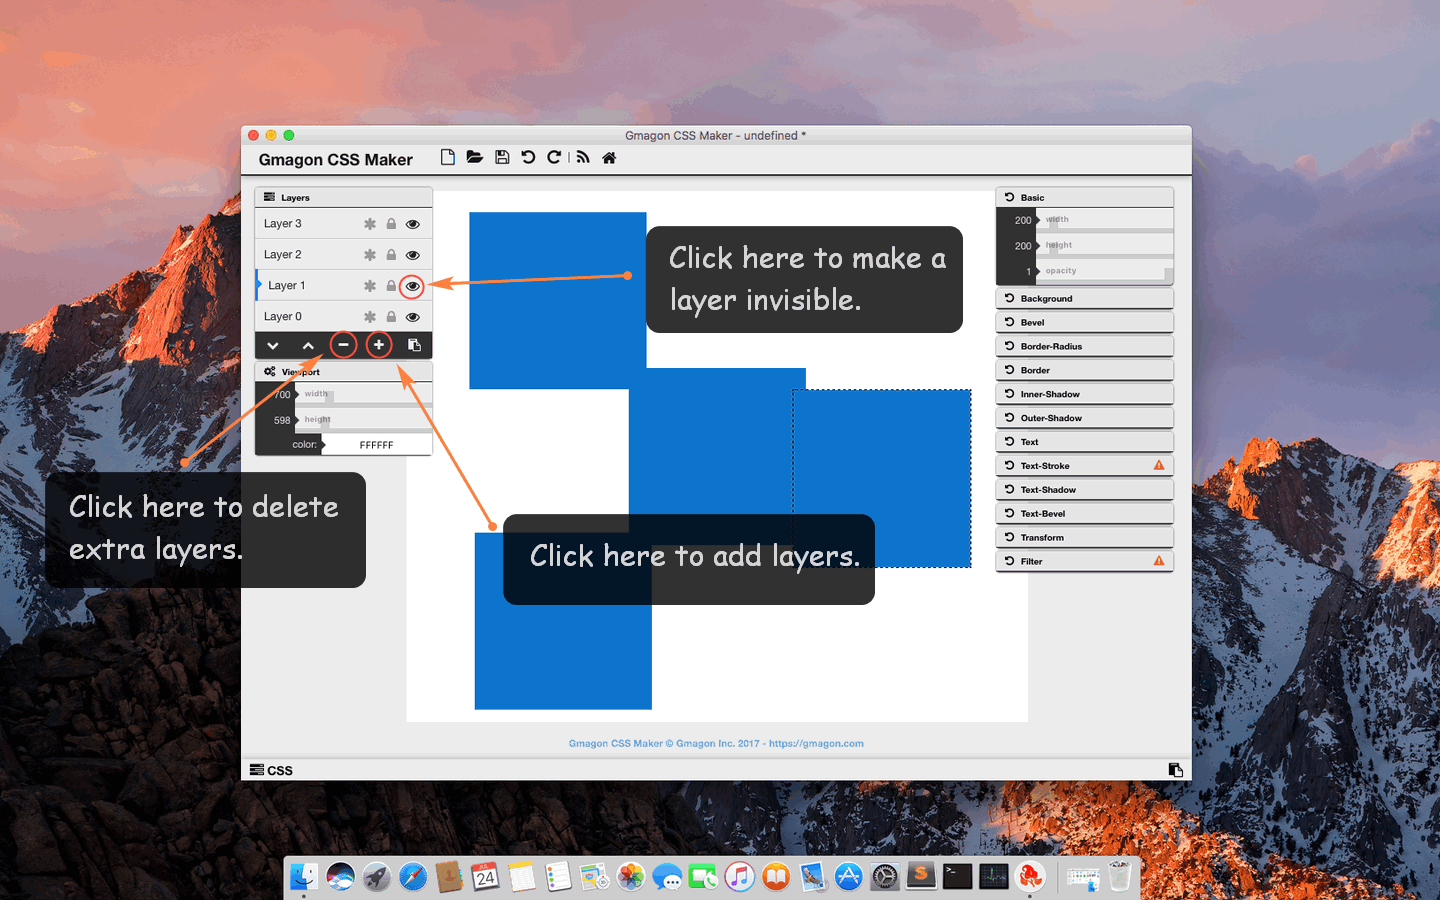 Gmagon CSS Maker - undefined *
Gmagon CSS Maker
Layers
Layer 3
Layer 2
Layer 1
Layer 0
Viewport
700 width
598 height
color: FFFFFF
Click here to make a
layer invisible.
Click here to delete
extra layers.
Click here to add layers.
Basic
200 width
200 height
1 opacity
Background
Bevel
Border-Radius
Border
Inner-Shadow
Outer-Shadow
Text
Text-Stroke
Text-Shadow
Text-Bevel
Transform
Filter
Gmagon CSS Maker © Gmagon Inc. 2017 - https://gmagon.com
CSS
JUL
24